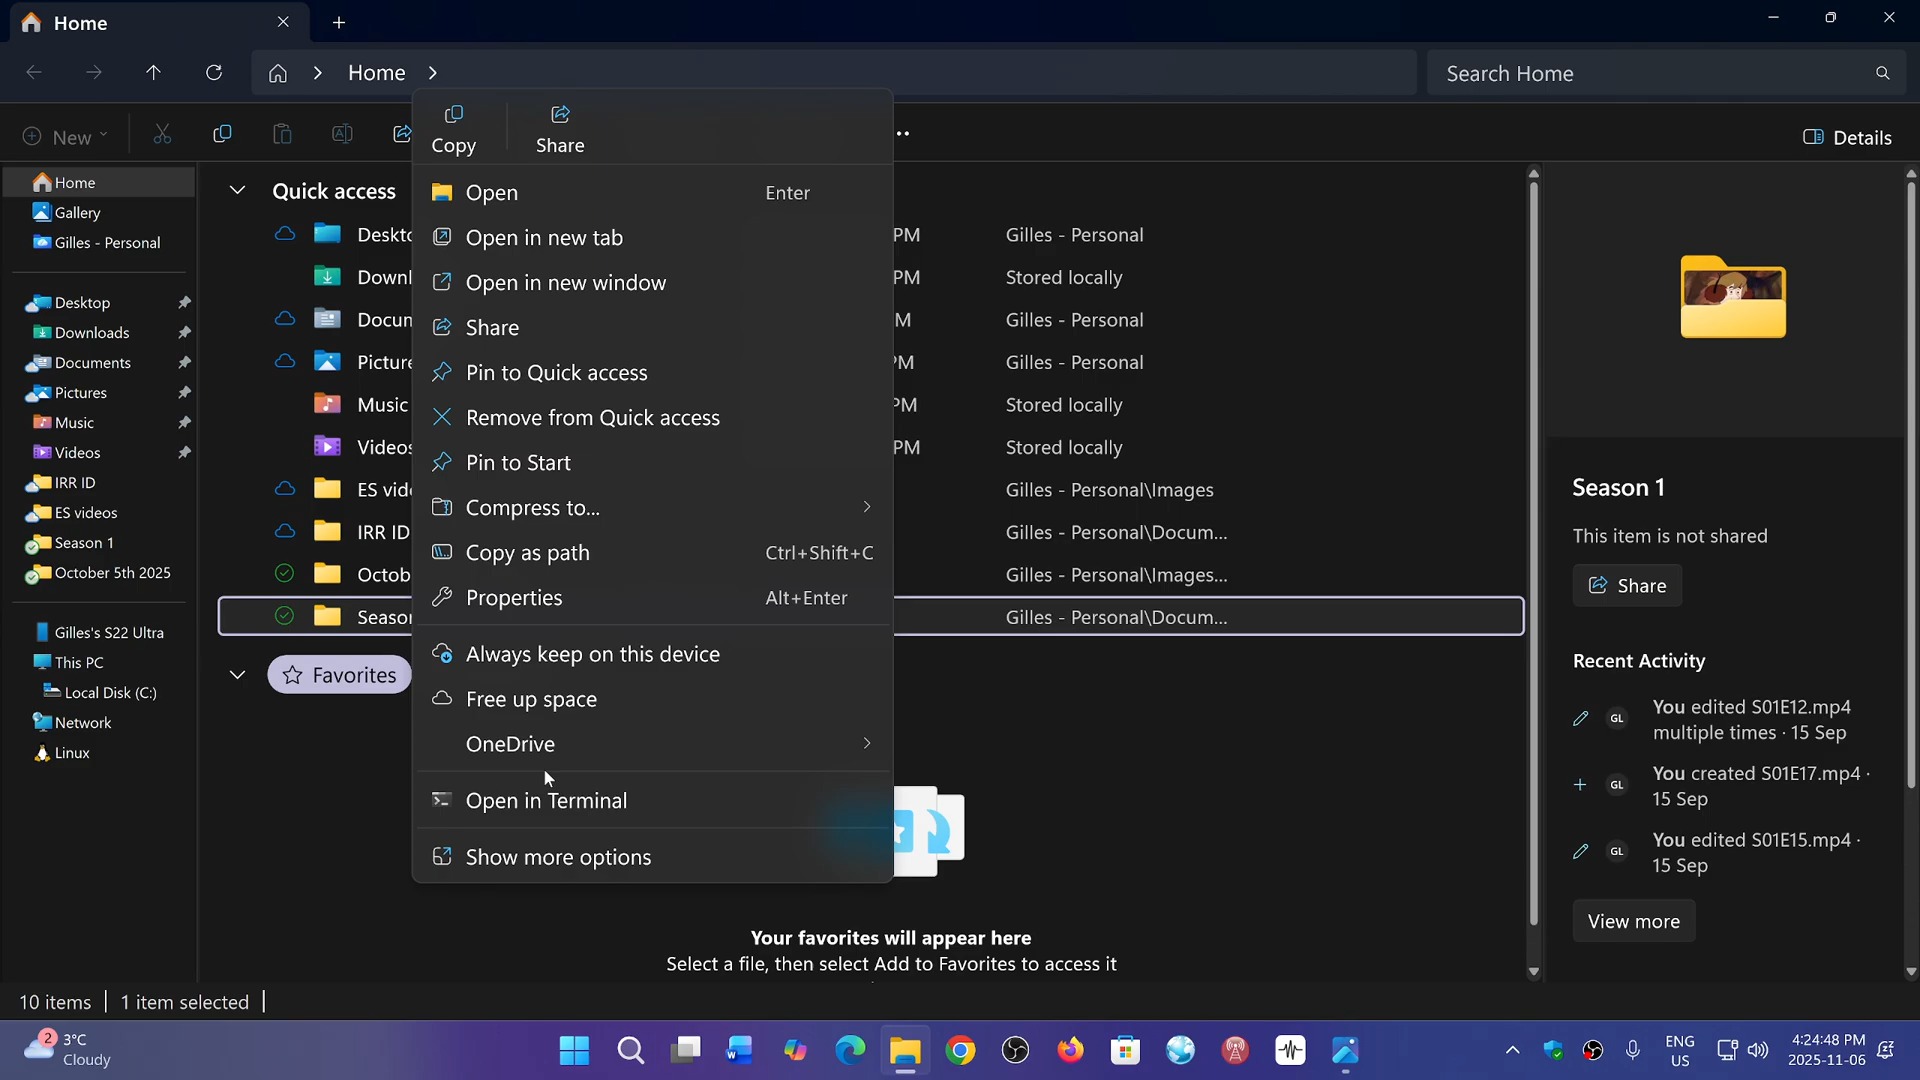 Home
Home
Search Home
New
Details
Copy
Share
Open Enter
Open in new tab
Open in new window
Share
Pin to Quick access
Remove from Quick access
Pin to Start
Compress to...
Copy as path Ctrl+Shift+C
Properties Alt+Enter
Always keep on this device
Free up space
OneDrive
Open in Terminal
Show more options
Home
Gallery
Gilles - Personal
Desktop
Downloads
Documents
Pictures
Music
Videos
IRR ID
ES videos
Season 1
October 5th 2025
Gilles's S22 Ultra
This PC
Local Disk (C:)
Network
Linux
Quick access
Deskto PM Gilles - Personal
Downl PM Stored locally
Docum M Gilles - Personal
Picture PM Gilles - Personal
Music PM Stored locally
Videos PM Stored locally
ES vid Gilles - Personal\Images
IRR ID Gilles - Personal\Docum...
Octob Gilles - Personal\Images...
Season Gilles - Personal\Docum...
Favorites
Your favorites will appear here
Select a file, then select Add to Favorites to access it
Season 1
This item is not shared
Share
Recent Activity
GL You edited S01E12.mp4
multiple times · 15 Sep
GL You created S01E17.mp4 ·
15 Sep
GL You edited S01E15.mp4 ·
15 Sep
View more
10 items 1 item selected
2 3°C
Cloudy
ENG
US
4:24:48 PM
2025-11-06